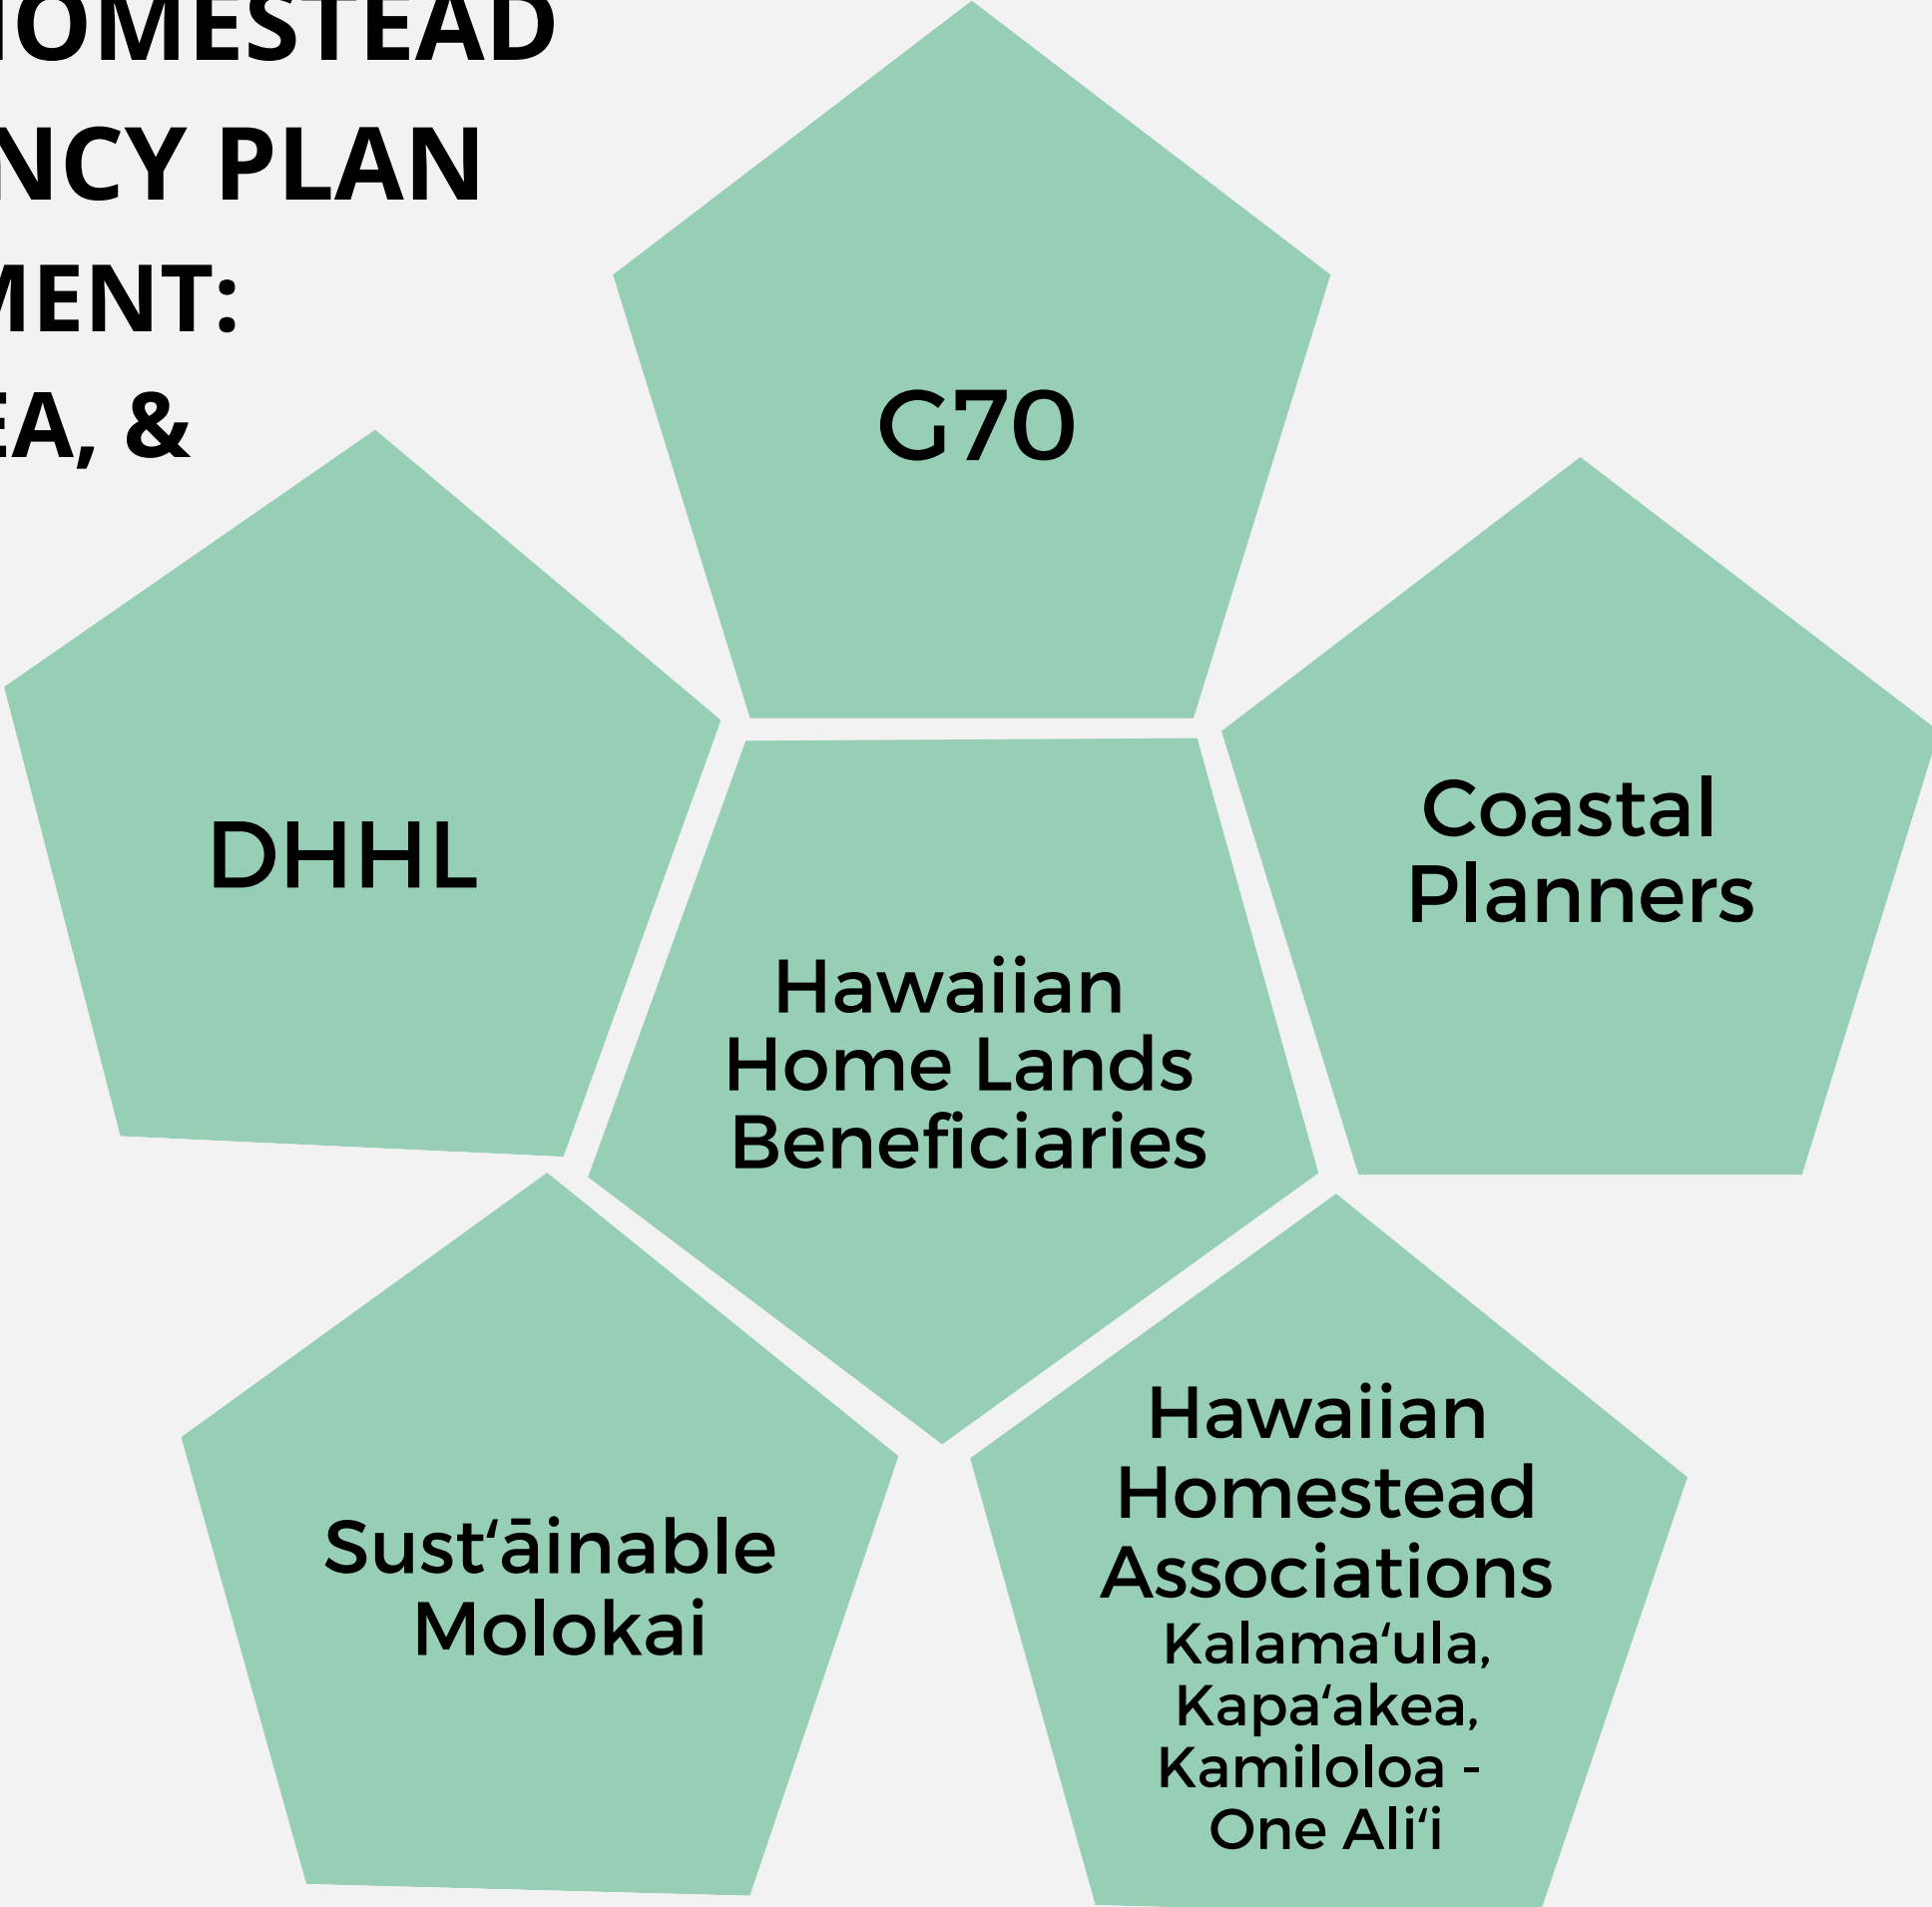 HOMESTEAD
NCY PLAN
MENT:
EA, &
G70
DHHL
Coastal
Planners
Hawaiian
Home Lands
Beneficiaries
Sustʻāinable
Molokai
Hawaiian
Homestead
Associations
Kalamaʻula,
Kapaʻakea,
Kamiloloa -
One Aliʻi